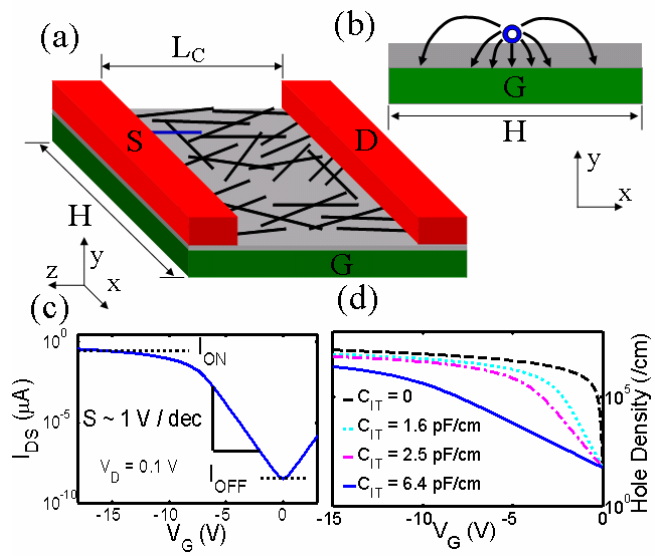 (a)
L_C
S
D
H
G
z
y
x
(b)
G
H
y
x
(c)
I_DS (μA)
10^0
10^-5
10^-10
I_ON
S ~ 1 V / dec
V_D = 0.1 V
I_OFF
-15 -10 -5 0
V_G (V)
(d)
C_IT = 0
C_IT = 1.6 pF/cm
C_IT = 2.5 pF/cm
C_IT = 6.4 pF/cm
10^5
10^0
Hole Density (/cm)
-15 -10 -5 0
V_G (V)